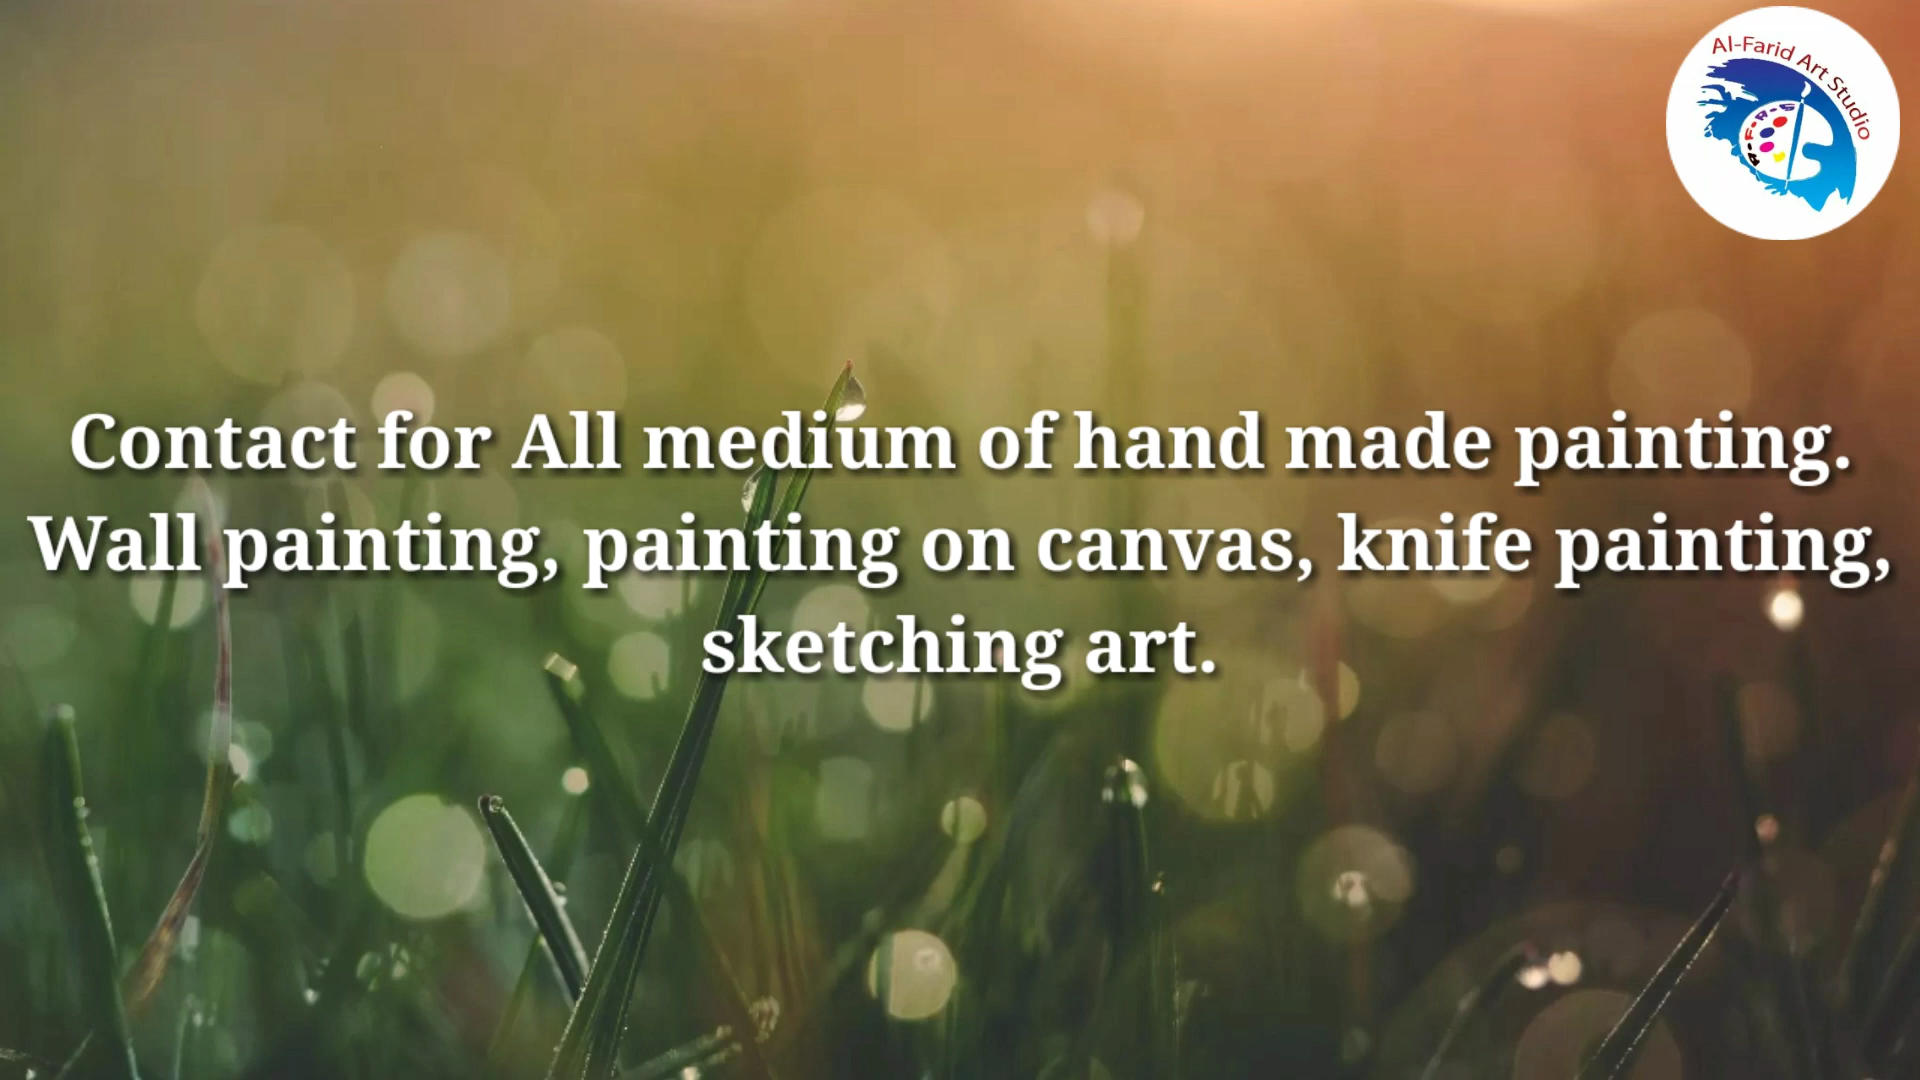 Al-Farid Art Studio
A.F.A.S
Contact for All medium of hand made painting.
Wall painting, painting on canvas, knife painting,
sketching art.